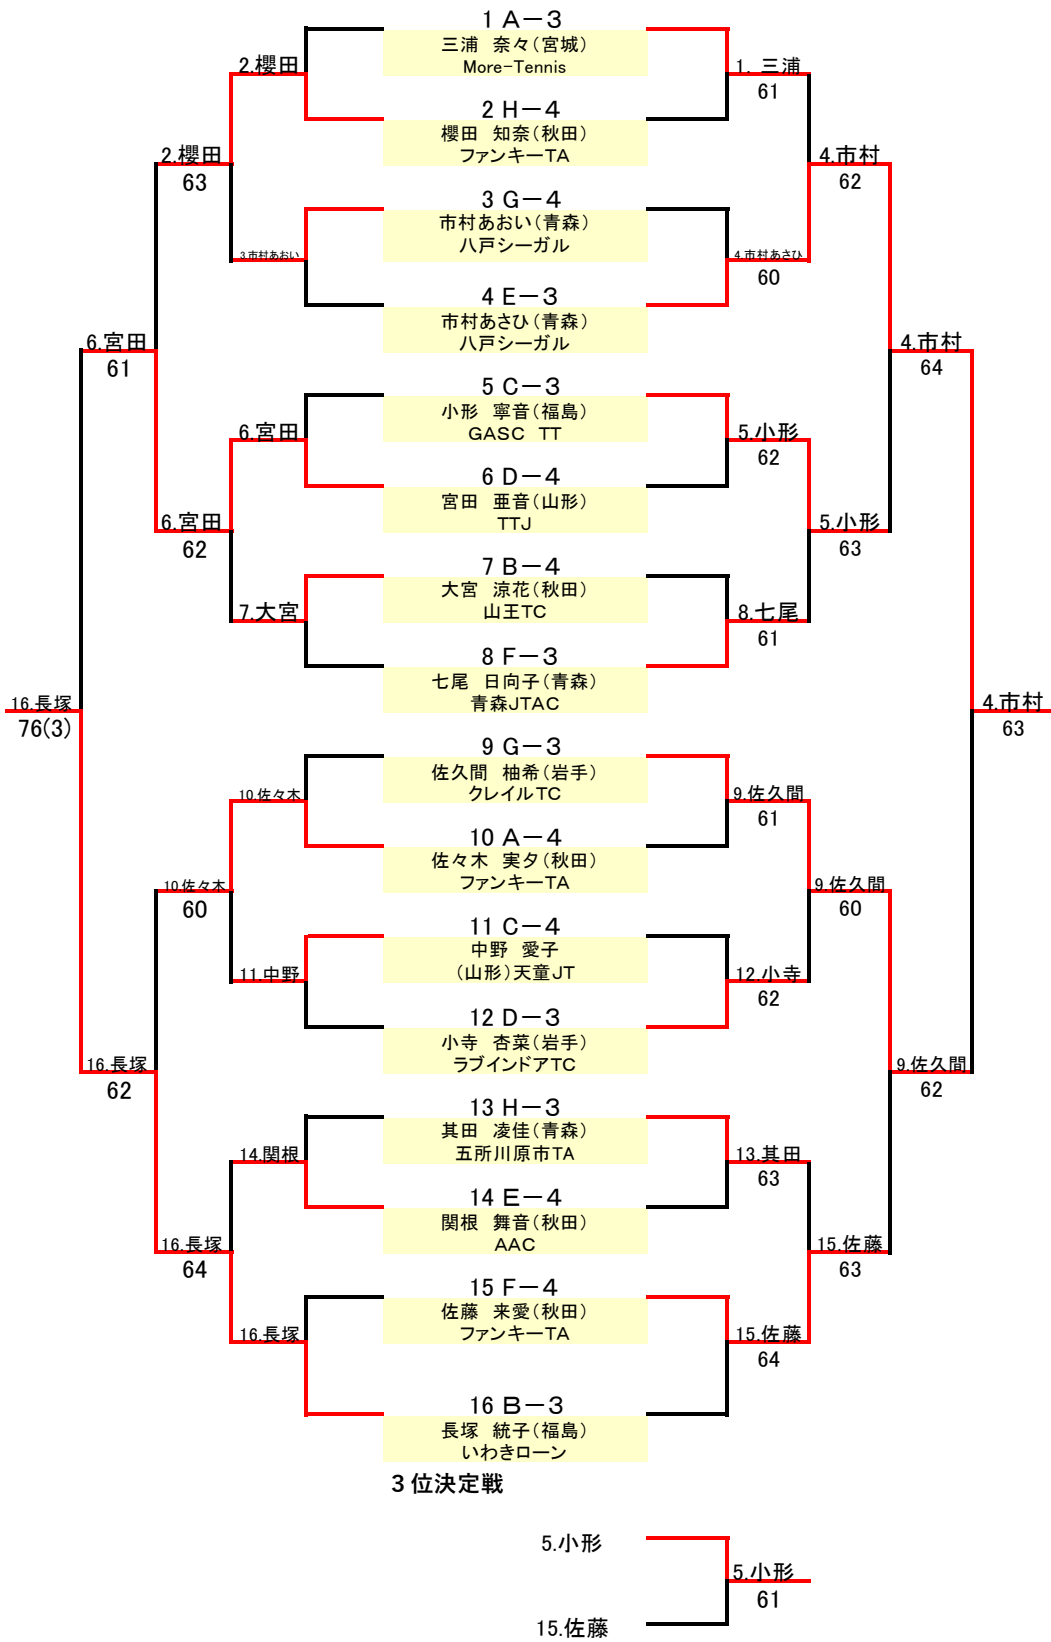 1 A－3
三浦　奈々（宮城）
More-Tennis
2.櫻田
1. 三浦
61
2 H－4
櫻田　知奈（秋田）
ファンキーTA
2.櫻田
63
4.市村
62
3 G－4
市村あおい（青森）
八戸シーガル
3.市村あおい
4.市村あさひ
60
4 E－3
市村あさひ（青森）
八戸シーガル
6.宮田
61
4.市村
64
5 C－3
小形　寧音（福島）
GASC　TT
6.宮田
5.小形
62
6 D－4
宮田　亜音（山形）
TTJ
6.宮田
62
5.小形
63
7 B－4
大宮　涼花（秋田）
山王TC
7.大宮
8.七尾
61
8 F－3
七尾　日向子（青森）
青森JTAC
16.長塚
76(3)
4.市村
63
9 G－3
佐久間　柚希（岩手）
クレイルTC
10.佐々木
9.佐久間
61
10 A－4
佐々木　実夕（秋田）
ファンキーTA
10.佐々木
60
9.佐久間
60
11 C－4
中野　愛子
（山形）天童JT
11.中野
12.小寺
62
12 D－3
小寺　杏菜（岩手）
ラブインドアTC
16.長塚
62
9.佐久間
62
13 H－3
其田　凌佳（青森）
五所川原市TA
14.関根
13.其田
63
14 E－4
関根　舞音（秋田）
AAC
16.長塚
64
15.佐藤
63
15 F－4
佐藤　来愛（秋田）
ファンキーTA
16.長塚
15.佐藤
64
16 B－3
長塚　統子（福島）
いわきローン
３位決定戦
5.小形
5.小形
61
15.佐藤